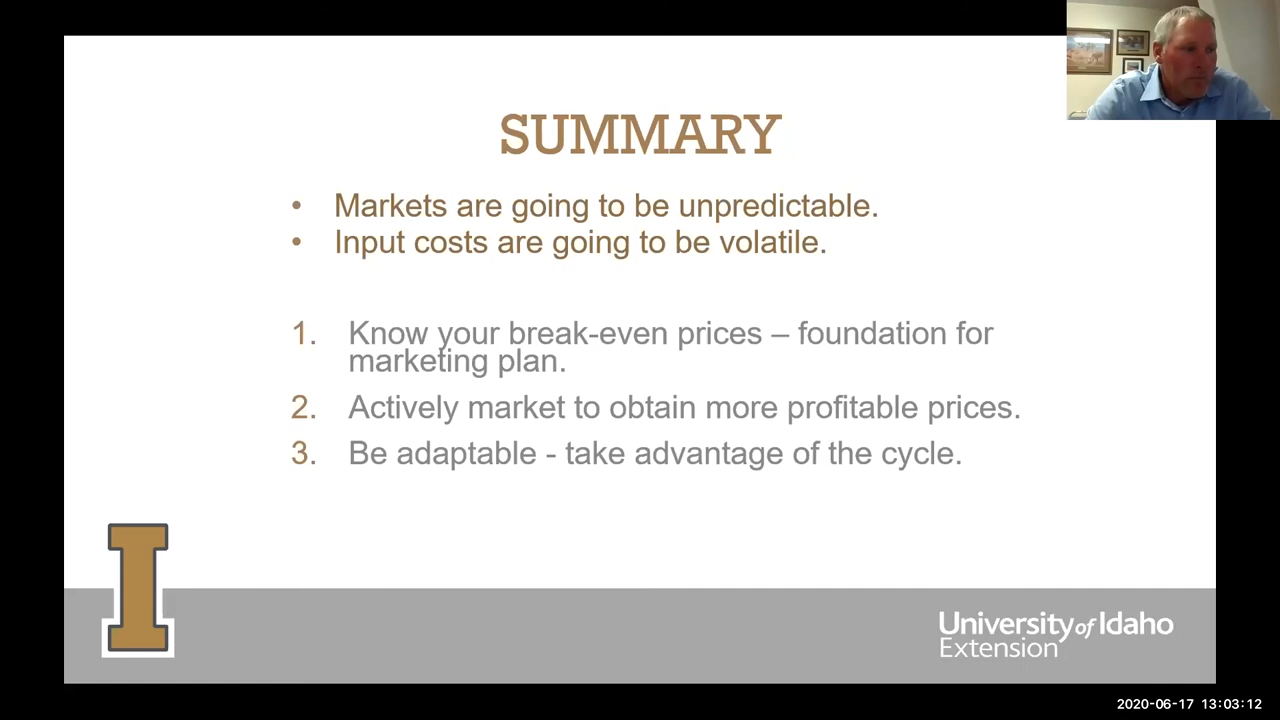 SUMMARY
• Markets are going to be unpredictable.
• Input costs are going to be volatile.
1. Know your break-even prices – foundation for
marketing plan.
2. Actively market to obtain more profitable prices.
3. Be adaptable - take advantage of the cycle.
I
University of Idaho
Extension
2020-06-17 13:03:12